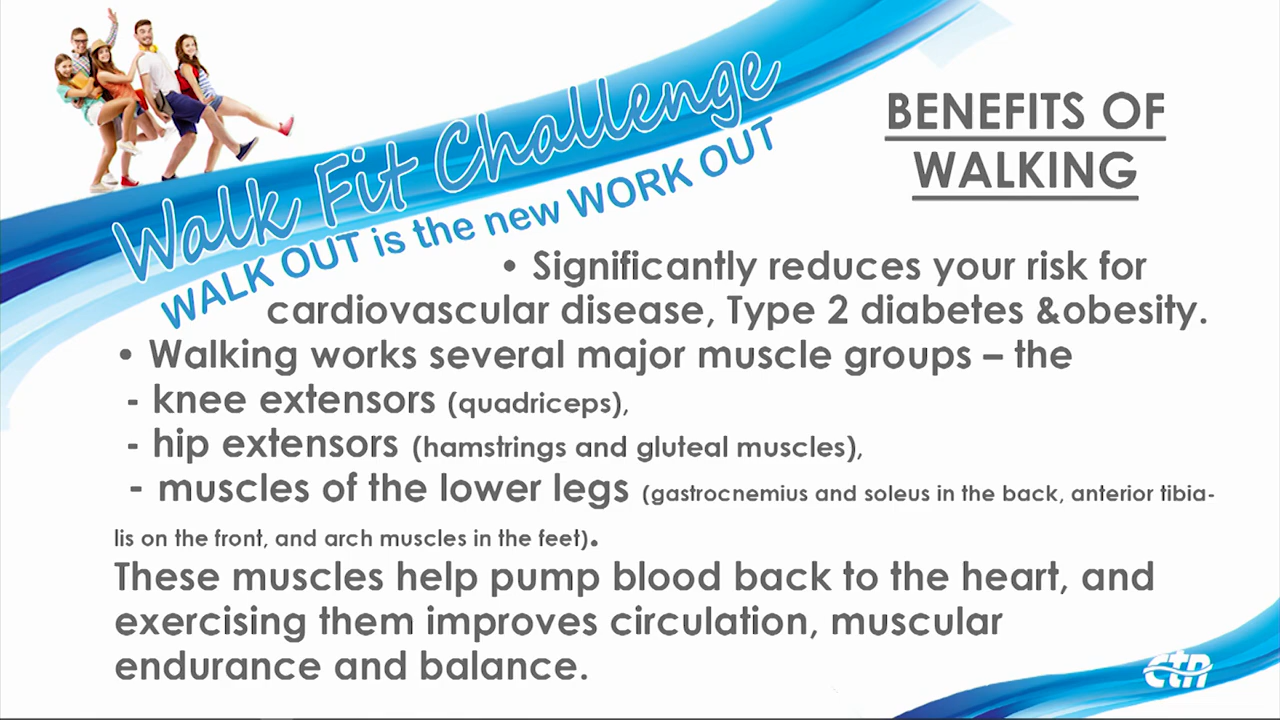 Walk Fit Challenge
WALK OUT is the new WORK OUT
BENEFITS OF
WALKING
• Significantly reduces your risk for
cardiovascular disease, Type 2 diabetes &obesity.
• Walking works several major muscle groups – the
- knee extensors (quadriceps),
- hip extensors (hamstrings and gluteal muscles),
- muscles of the lower legs (gastrocnemius and soleus in the back, anterior tibia-
lis on the front, and arch muscles in the feet).
These muscles help pump blood back to the heart, and
exercising them improves circulation, muscular
endurance and balance.
ctn